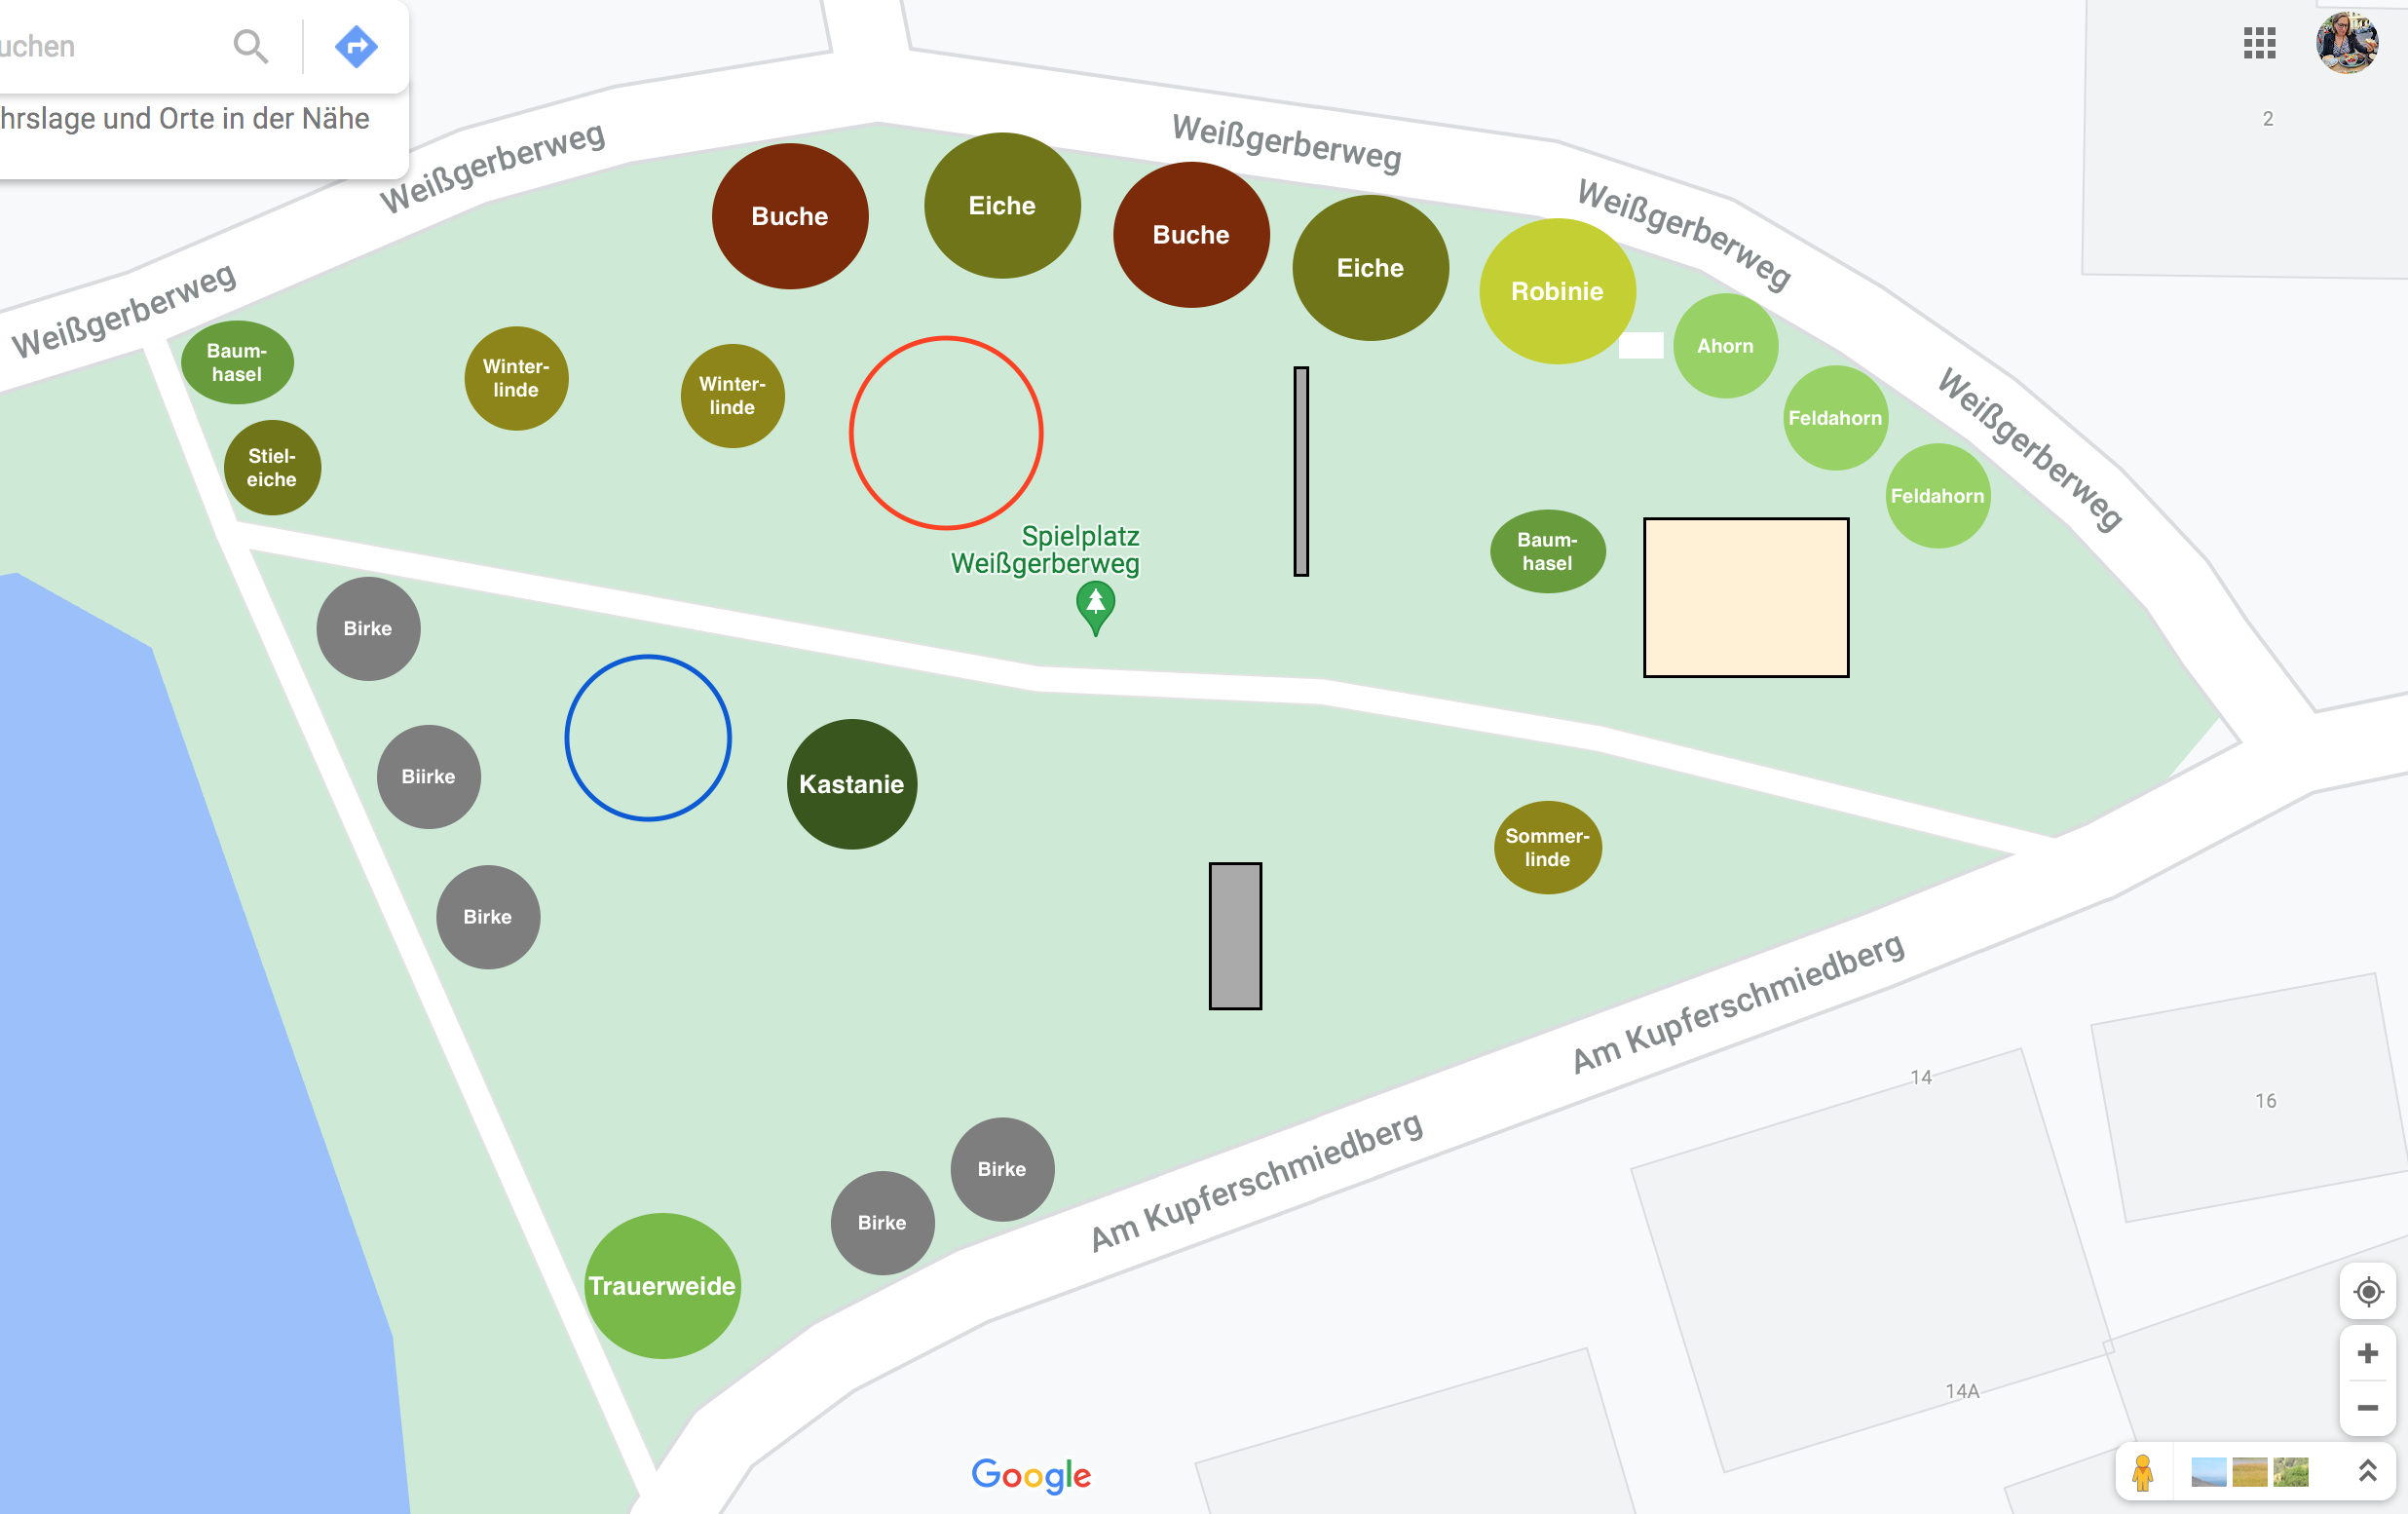 uchen
hrslage und Orte in der Nähe
2
Weißgerberweg
Weißgerberweg
Weißgerberweg
Weißgerberweg
Weißgerberweg
Buche
Eiche
Buche
Eiche
Robinie
Ahorn
Feldahorn
Feldahorn
Baum-
hasel
Winter-
linde
Winter-
linde
Stiel-
eiche
Spielplatz
Weißgerberweg
Baum-
hasel
Birke
Biirke
Kastanie
Sommer-
linde
Birke
Am Kupferschmiedberg
Am Kupferschmiedberg
14
16
Birke
Birke
Trauerweide
14A
Google